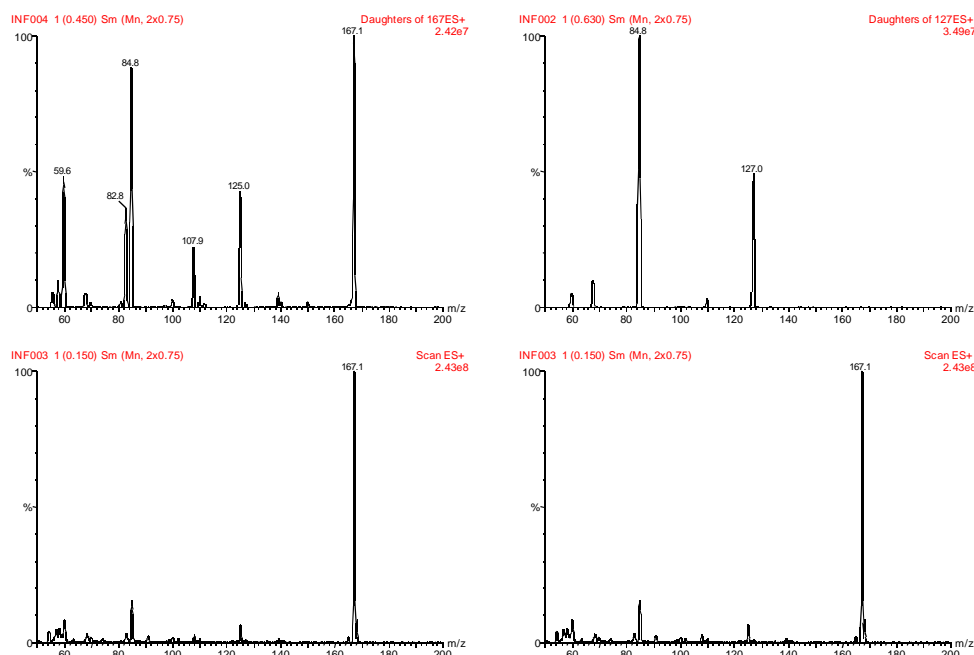 INF004 1 (0.450) Sm (Mn, 2x0.75)
Daughters of 167ES+
2.42e7
100
%
0
167.1
84.8
59.6
82.8
125.0
107.9
60 80 100 120 140 160 180 200 m/z
INF002 1 (0.630) Sm (Mn, 2x0.75)
Daughters of 127ES+
3.49e7
100
%
0
84.8
127.0
60 80 100 120 140 160 180 200 m/z
INF003 1 (0.150) Sm (Mn, 2x0.75)
Scan ES+
2.43e8
100
%
0
167.1
60 80 100 120 140 160 180 200 m/z
INF003 1 (0.150) Sm (Mn, 2x0.75)
Scan ES+
2.43e8
100
%
0
167.1
60 80 100 120 140 160 180 200 m/z